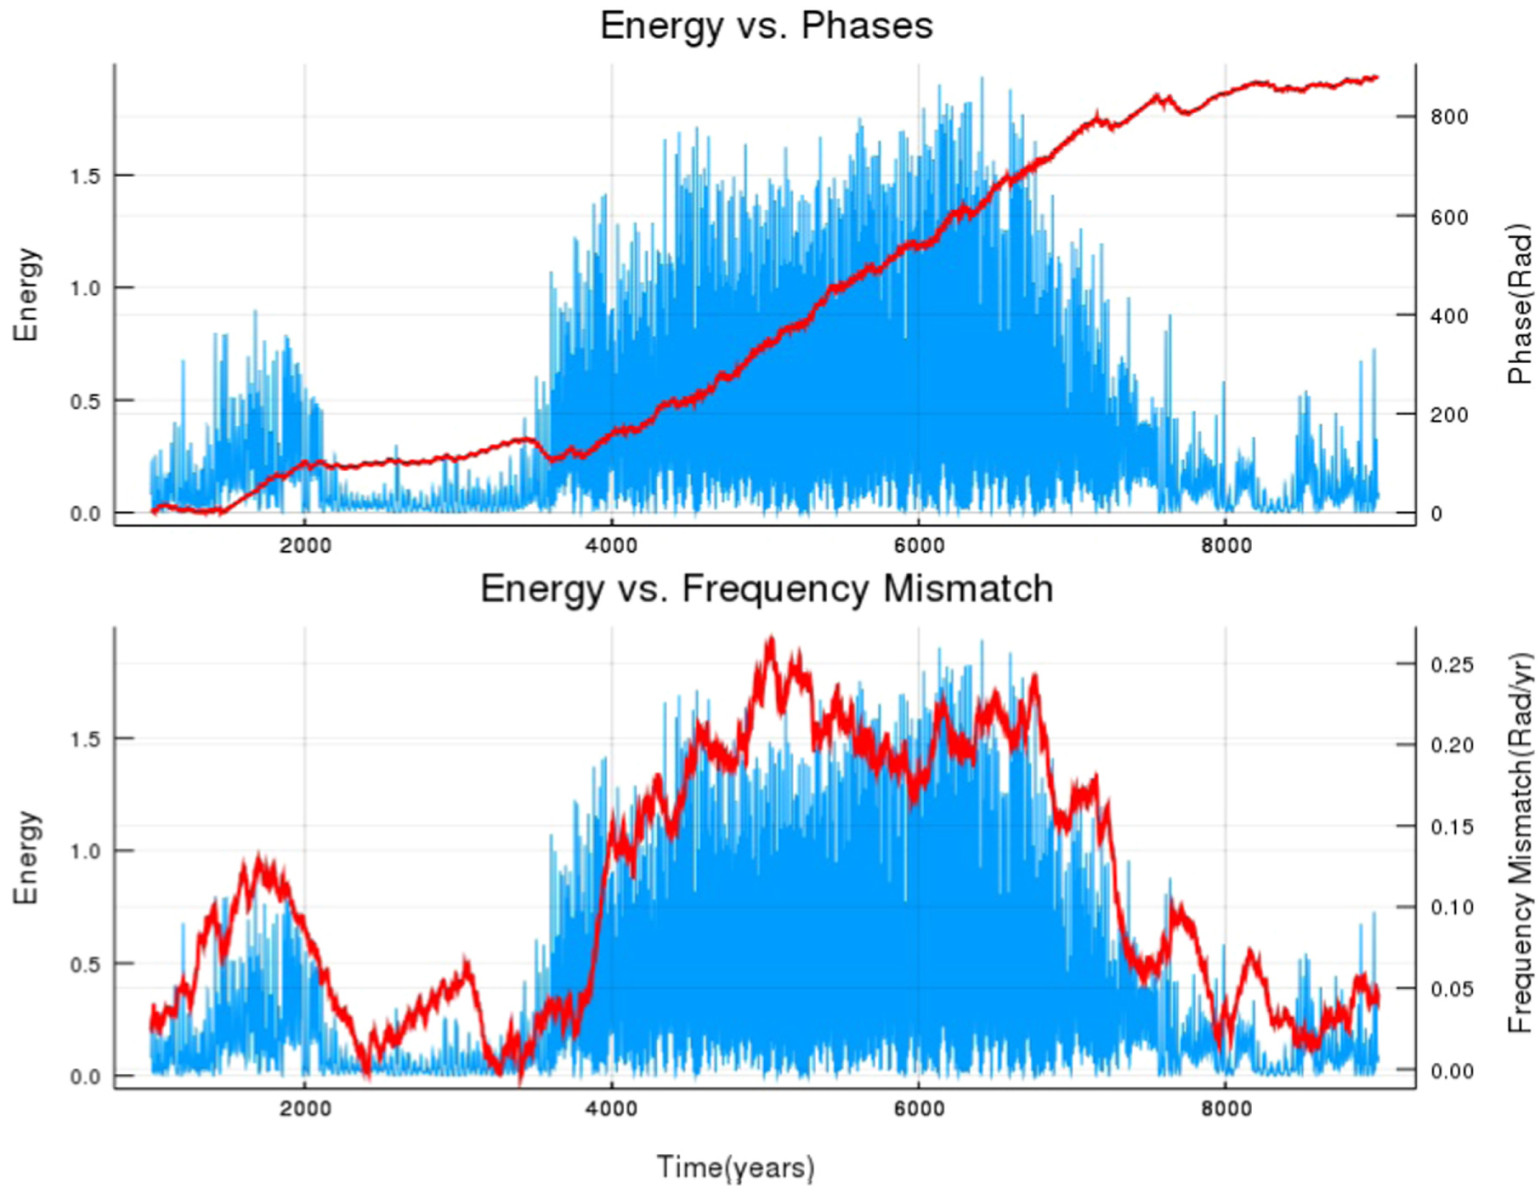 Energy vs. Phases
Energy
1.5
1.0
0.5
0.0
800
600
400
200
0
Phase(Rad)
2000 4000 6000 8000
Energy vs. Frequency Mismatch
Energy
1.5
1.0
0.5
0.0
0.25
0.20
0.15
0.10
0.05
0.00
Frequency Mismatch(Rad/yr)
2000 4000 6000 8000
Time(years)